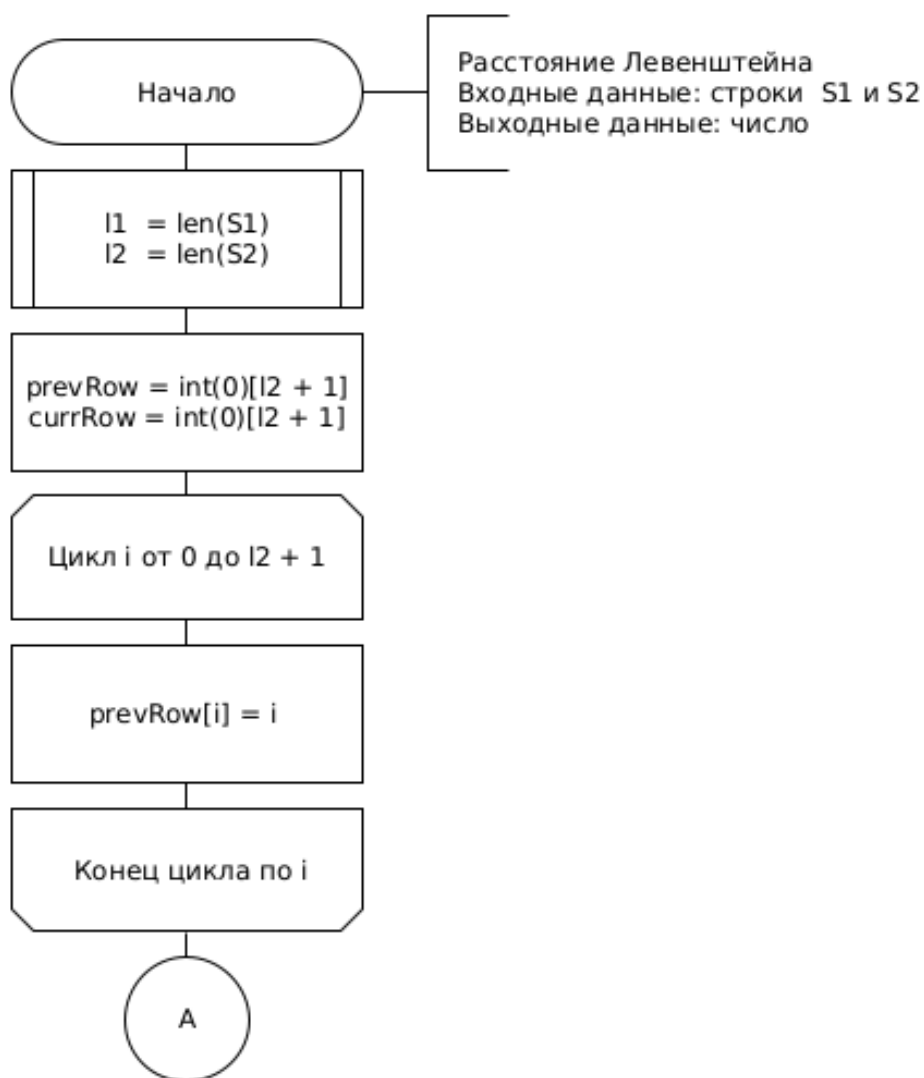 Начало
Расстояние Левенштейна
Входные данные: строки S1 и S2
Выходные данные: число
l1 = len(S1)
l2 = len(S2)
prevRow = int(0)[l2 + 1]
currRow = int(0)[l2 + 1]
Цикл i от 0 до l2 + 1
prevRow[i] = i
Конец цикла по i
A